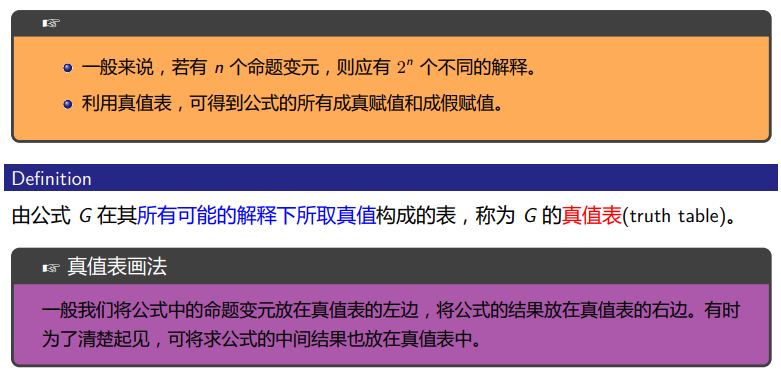 ☞
一般来说，若有 n 个命题变元，则应有 2ⁿ 个不同的解释。
利用真值表，可得到公式的所有成真赋值和成假赋值。
Definition
由公式 G 在其所有可能的解释下所取真值构成的表，称为 G 的真值表(truth table)。
☞ 真值表画法
一般我们将公式中的命题变元放在真值表的左边，将公式的结果放在真值表的右边。有时
为了清楚起见，可将求公式的中间结果也放在真值表中。